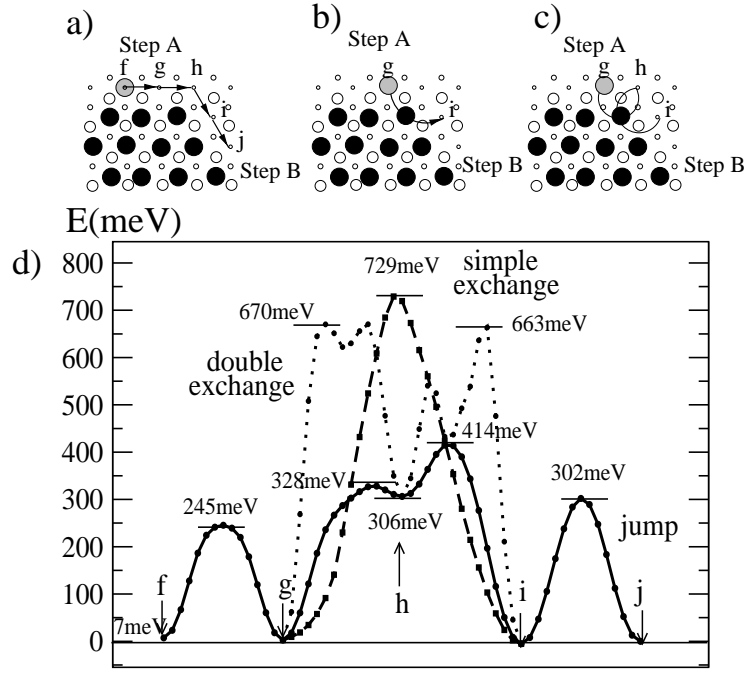 a)
Step A
f
g
h
i
j
Step B
b)
Step A
g
i
Step B
c)
Step A
g
h
i
Step B
E(meV)
d)
800
700
600
500
400
300
200
100
0
729meV
simple
exchange
670meV
663meV
double
exchange
414meV
328meV
306meV
302meV
245meV
jump
f
g
h
i
j
7meV